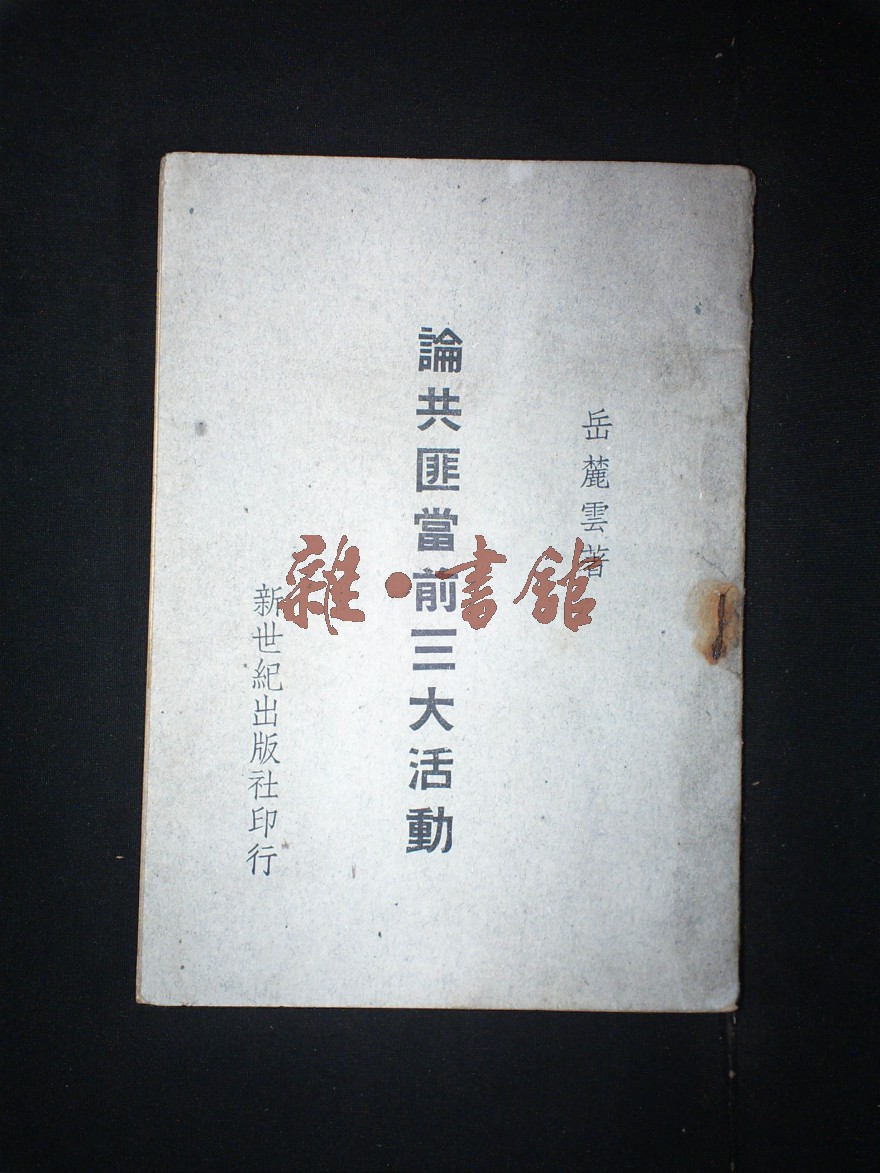 岳麓雲著
論共匪當前三大活動
新世紀出版社印行
雜·書館